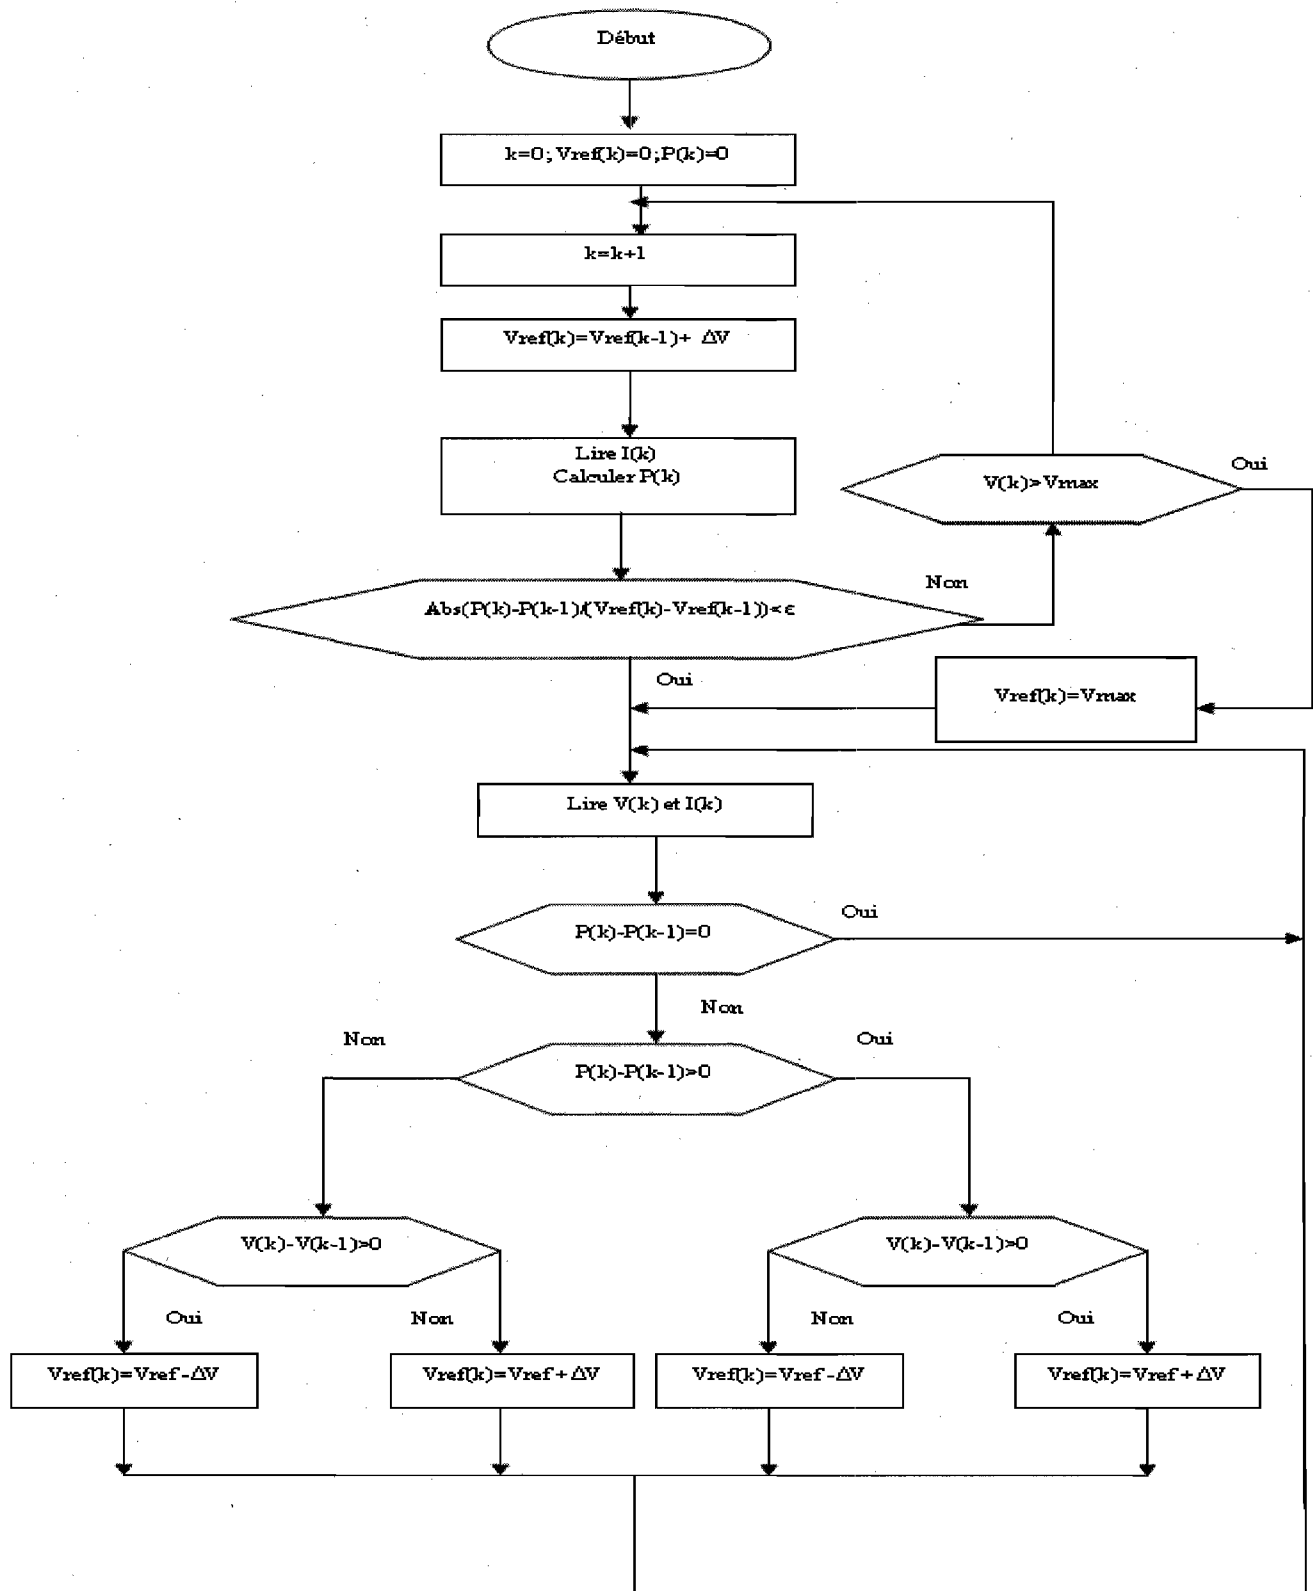 Début
k=0; Vref(k)=0;P(k)=0
k=k+1
Vref(k)=Vref(k-1)+ ΔV
Lire I(k)
Calculer P(k)
V(k)>Vmax
Oui
Non
Abs(P(k)-P(k-1)/(Vref(k)-Vref(k-1))<ε
Oui
Vref(k)=Vmax
Lire V(k) et I(k)
P(k)-P(k-1)=0
Oui
Non
Non
Oui
P(k)-P(k-1)>0
V(k)-V(k-1)>0
V(k)-V(k-1)>0
Oui
Non
Non
Oui
Vref(k)=Vref-ΔV
Vref(k)=Vref+ΔV
Vref(k)=Vref-ΔV
Vref(k)=Vref+ΔV